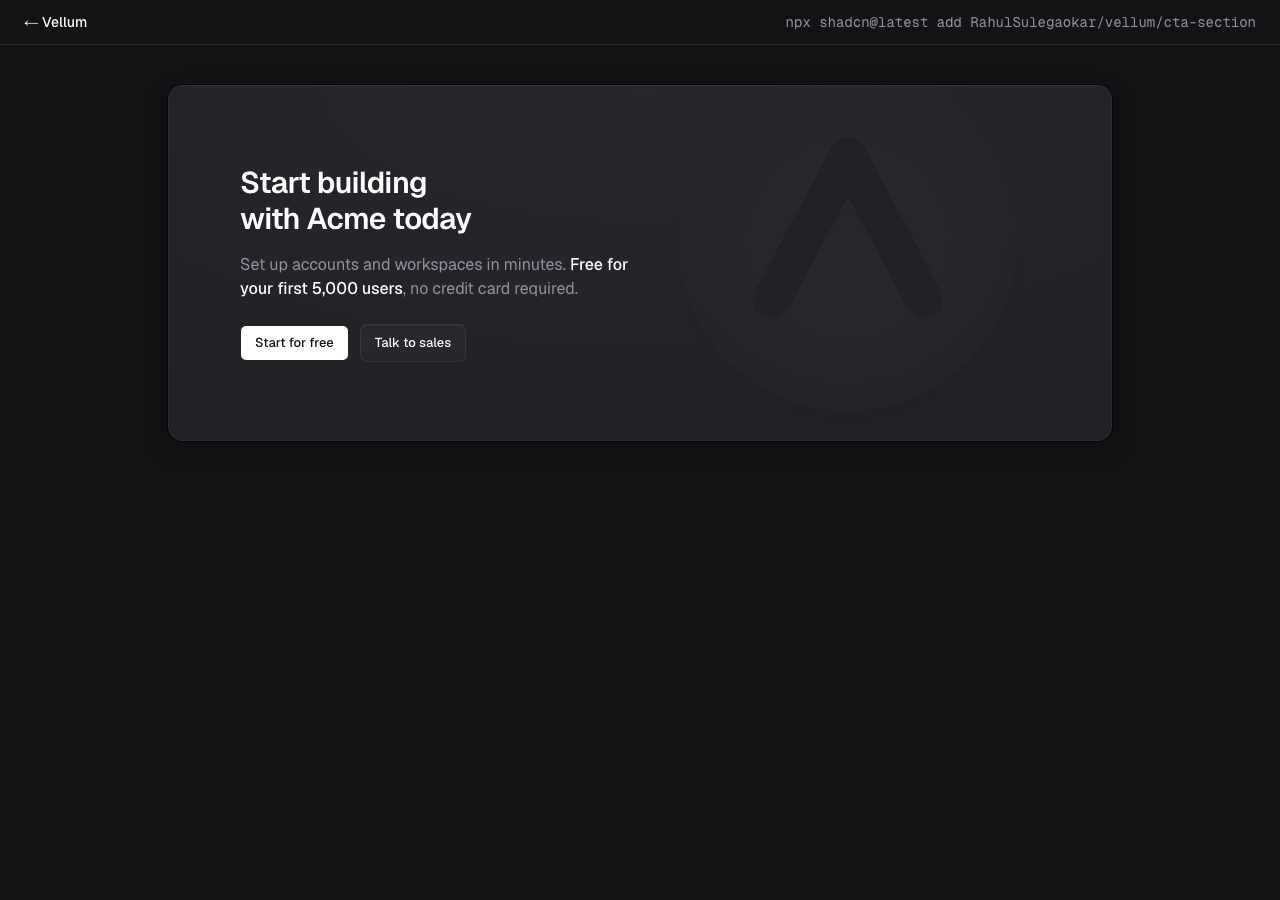 ← Vellum
npx shadcn@latest add RahulSulegaokar/vellum/cta-section
Start building
with Acme today
Set up accounts and workspaces in minutes. Free for
your first 5,000 users, no credit card required.
Start for free
Talk to sales